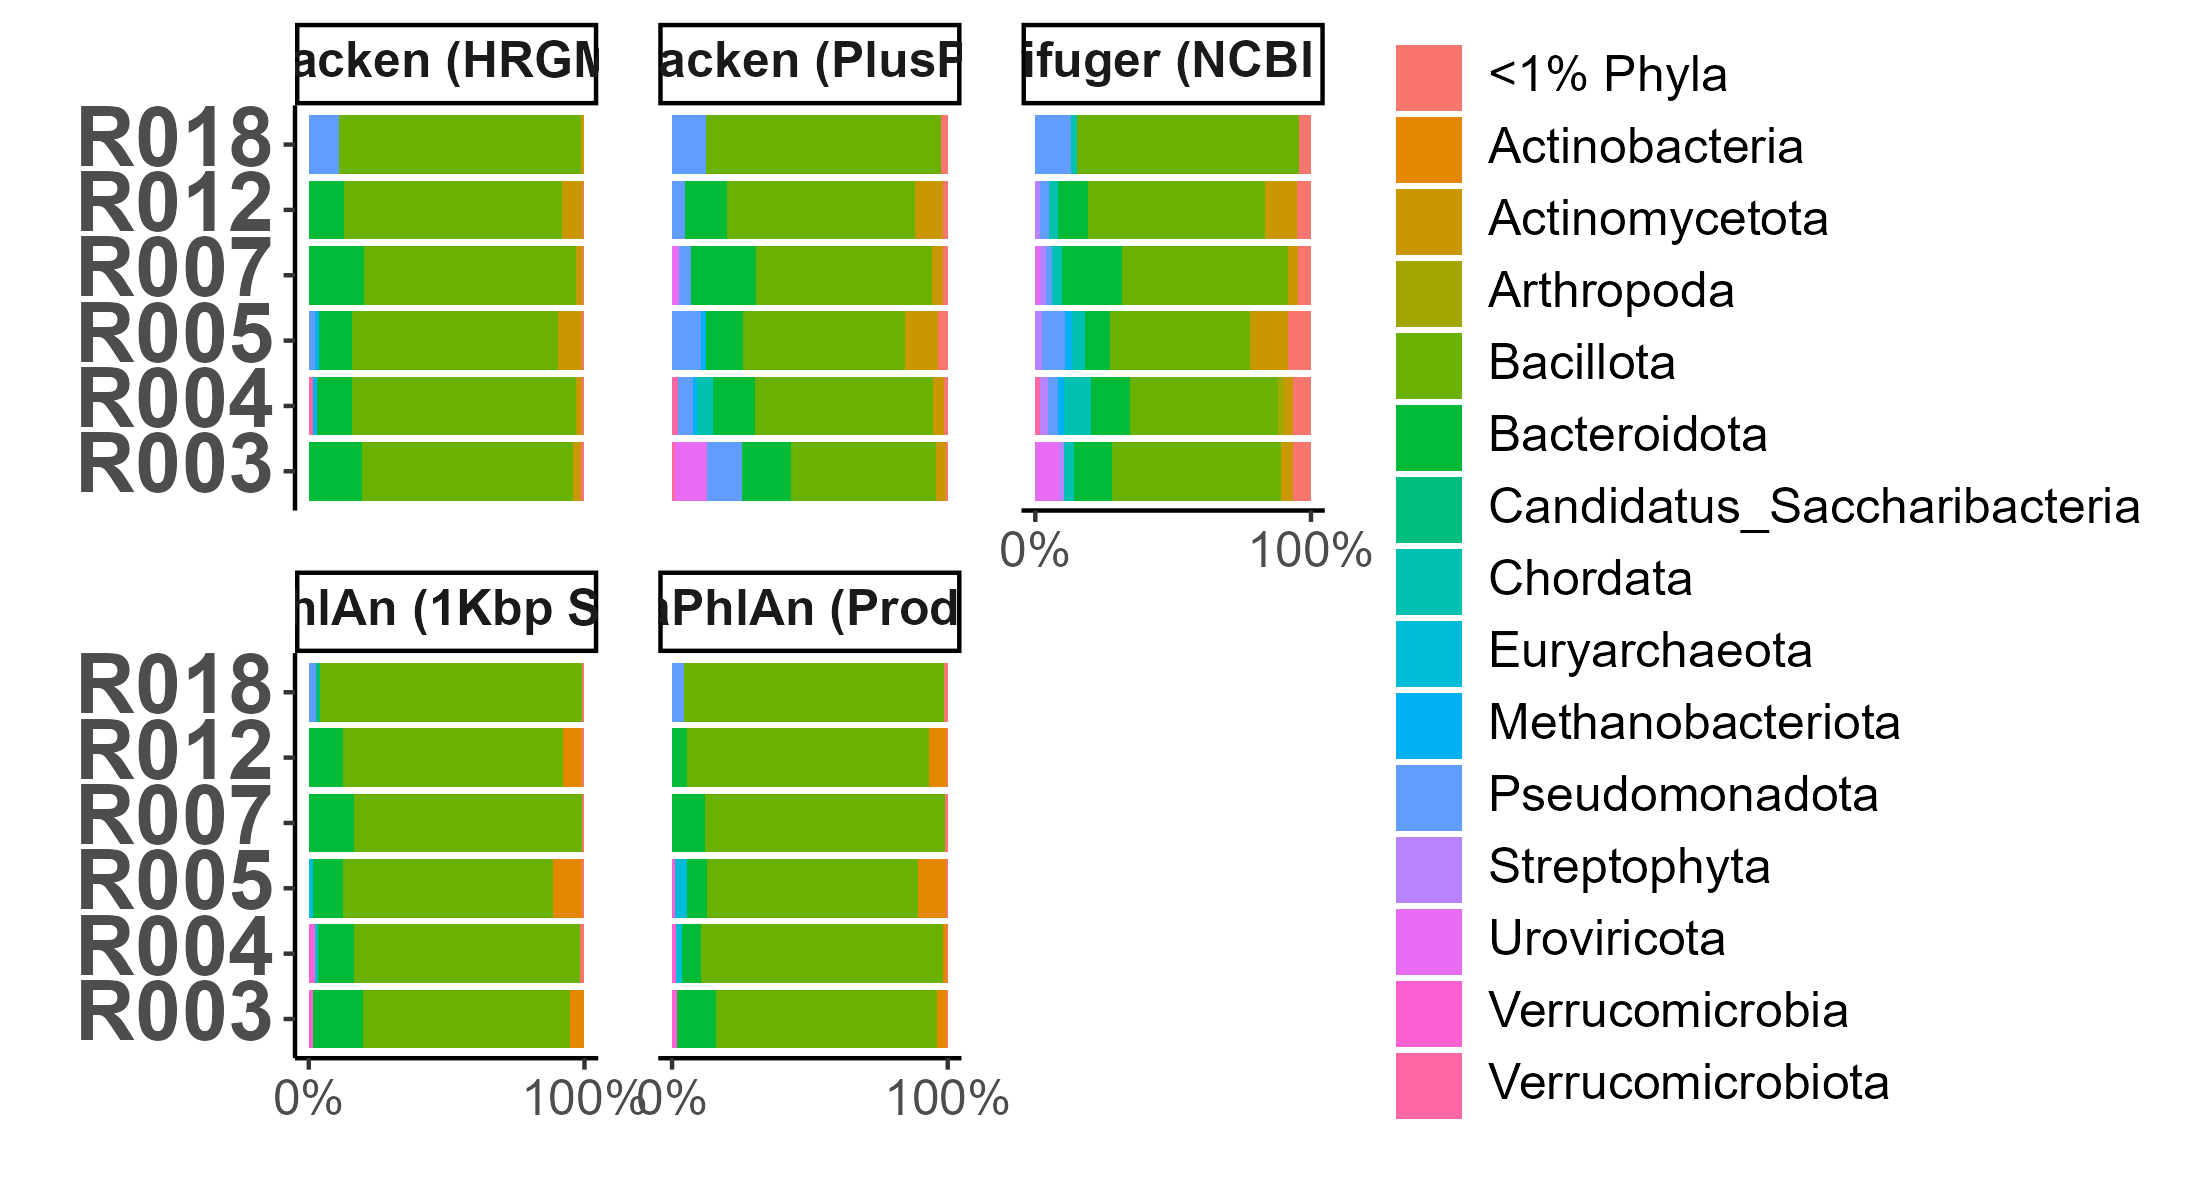 acken (HRGM
acken (PlusP
ifuger (NCBI
R018
R012
R007
R005
R004
R003
0% 100%
hlAn (1Kbp S
aPhlAn (Prod
R018
R012
R007
R005
R004
R003
0% 100%
0% 100%
<1% Phyla
Actinobacteria
Actinomycetota
Arthropoda
Bacillota
Bacteroidota
Candidatus_Saccharibacteria
Chordata
Euryarchaeota
Methanobacteriota
Pseudomonadota
Streptophyta
Uroviricota
Verrucomicrobia
Verrucomicrobiota